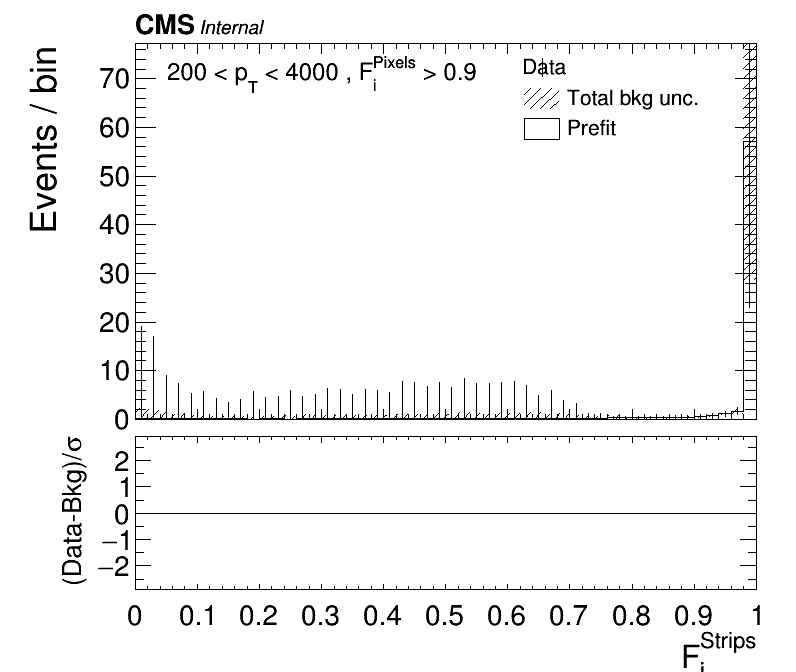 CMS Internal
200 < p_T < 4000 , F_i^Pixels > 0.9
Data
Total bkg unc.
Prefit
Events / bin
70
60
50
40
30
20
10
0
(Data-Bkg)/σ
2
1
0
−1
−2
0 0.1 0.2 0.3 0.4 0.5 0.6 0.7 0.8 0.9 1
F_i^Strips